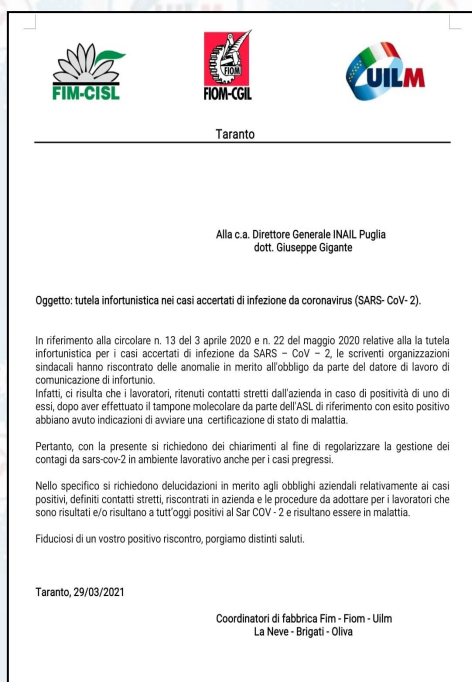 FIM-CISL
FIOM
FIOM-CGIL
UILM
Taranto
Alla c.a. Direttore Generale INAIL Puglia
dott. Giuseppe Gigante
Oggetto: tutela infortunistica nei casi accertati di infezione da coronavirus (SARS- CoV- 2).
In riferimento alla circolare n. 13 del 3 aprile 2020 e n. 22 del maggio 2020 relative alla la tutela
infortunistica per i casi accertati di infezione da SARS – CoV – 2, le scriventi organizzazioni
sindacali hanno riscontrato delle anomalie in merito all'obbligo da parte del datore di lavoro di
comunicazione di infortunio.
Infatti, ci risulta che i lavoratori, ritenuti contatti stretti dall'azienda in caso di positività di uno di
essi, dopo aver effettuato il tampone molecolare da parte dell'ASL di riferimento con esito positivo
abbiano avuto indicazioni di avviare una certificazione di stato di malattia.
Pertanto, con la presente si richiedono dei chiarimenti al fine di regolarizzare la gestione dei
contagi da sars-cov-2 in ambiente lavorativo anche per i casi pregressi.
Nello specifico si richiedono delucidazioni in merito agli obblighi aziendali relativamente ai casi
positivi, definiti contatti stretti, riscontrati in azienda e le procedure da adottare per i lavoratori che
sono risultati e/o risultano a tutt'oggi positivi al Sar COV - 2 e risultano essere in malattia.
Fiduciosi di un vostro positivo riscontro, porgiamo distinti saluti.
Taranto, 29/03/2021
Coordinatori di fabbrica Fim - Fiom - Uilm
La Neve - Brigati - Oliva